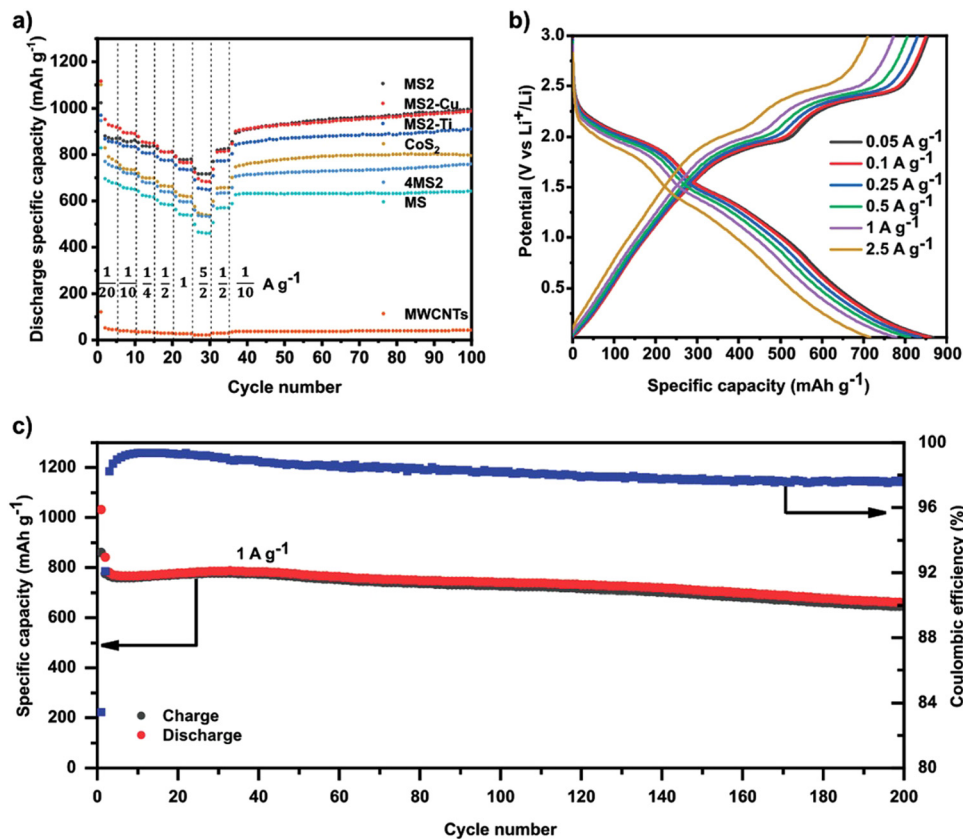 a)
Discharge specific capacity (mAh g⁻¹)
1200
1000
800
600
400
200
0
MS2
MS2-Cu
MS2-Ti
CoS₂
4MS2
MS
1/20 1/10 1/4 1/2 1 5/2 1/2 1/10 A g⁻¹
MWCNTs
0 10 20 30 40 50 60 70 80 90 100
Cycle number
b)
Potential (V vs Li⁺/Li)
3.0
2.5
2.0
1.5
1.0
0.5
0.05 A g⁻¹
0.1 A g⁻¹
0.25 A g⁻¹
0.5 A g⁻¹
1 A g⁻¹
2.5 A g⁻¹
0 100 200 300 400 500 600 700 800 900
Specific capacity (mAh g⁻¹)
c)
Specific capacity (mAh g⁻¹)
1200
1000
800
600
400
200
0
1 A g⁻¹
Charge
Discharge
100
96
92
88
84
80
Coulombic efficiency (%)
0 20 40 60 80 100 120 140 160 180 200
Cycle number